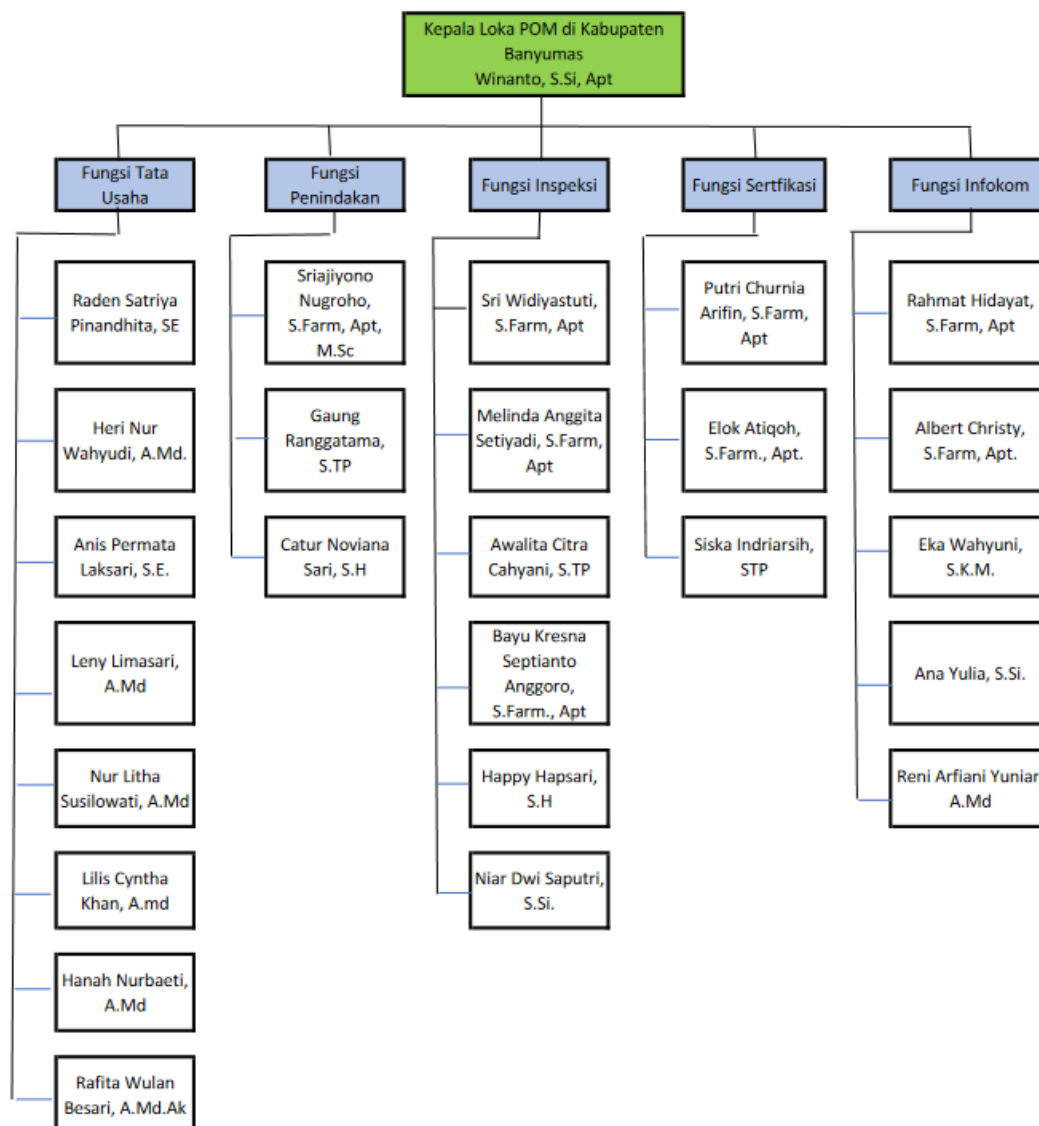 Kepala Loka POM di Kabupaten
Banyumas
Winanto, S.Si, Apt
Fungsi Tata
Usaha
Fungsi
Penindakan
Fungsi Inspeksi
Fungsi Sertfikasi
Fungsi Infokom
Raden Satriya
Pinandhita, SE
Heri Nur
Wahyudi, A.Md.
Anis Permata
Laksari, S.E.
Leny Limasari,
A.Md
Nur Litha
Susilowati, A.Md
Lilis Cyntha
Khan, A.md
Hanah Nurbaeti,
A.Md
Rafita Wulan
Besari, A.Md.Ak
Sriajiyono
Nugroho,
S.Farm, Apt,
M.Sc
Gaung
Ranggatama,
S.TP
Catur Noviana
Sari, S.H
Sri Widiyastuti,
S.Farm, Apt
Melinda Anggita
Setiyadi, S.Farm,
Apt
Awalita Citra
Cahyani, S.TP
Bayu Kresna
Septianto
Anggoro,
S.Farm., Apt
Happy Hapsari,
S.H
Niar Dwi Saputri,
S.Si.
Putri Churnia
Arifin, S.Farm,
Apt
Elok Atiqoh,
S.Farm., Apt.
Siska Indriarsih,
STP
Rahmat Hidayat,
S.Farm, Apt
Albert Christy,
S.Farm, Apt.
Eka Wahyuni,
S.K.M.
Ana Yulia, S.Si.
Reni Arfiani Yuniar
A.Md